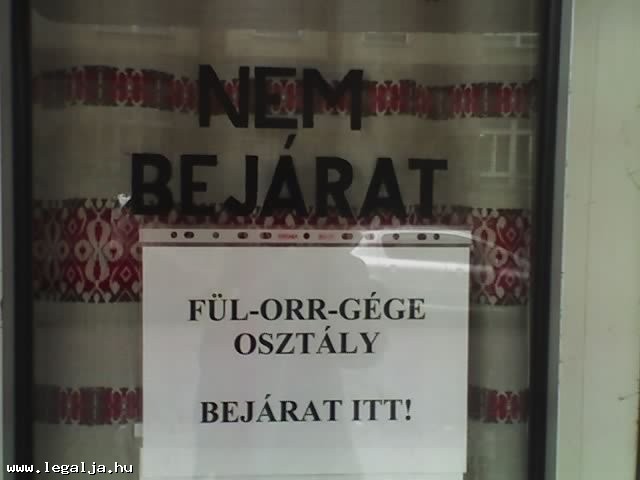 NEM
BEJÁRAT
FÜL-ORR-GÉGE
OSZTÁLY
BEJÁRAT ITT!
www.legalja.hu